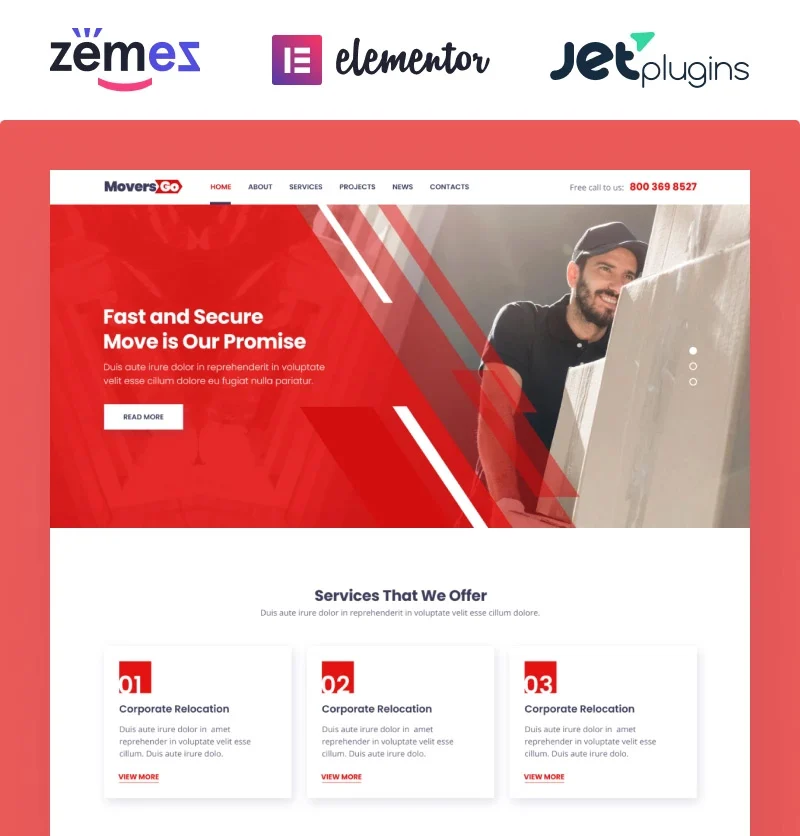 zemez
elementor
Jetplugins
MoversGo HOME ABOUT SERVICES PROJECTS NEWS CONTACTS Free call to us: 800 369 8527
Fast and Secure
Move is Our Promise
Duis aute irure dolor in reprehenderit in voluptate
velit esse cillum dolore eu fugiat nulla pariatur.
READ MORE
Services That We Offer
Duis aute irure dolor in reprehenderit in voluptate velit esse cillum dolore.
01
Corporate Relocation
Duis aute irure dolor in amet
reprehender in voluptate velit esse
cillum. Duis aute irure dolo.
VIEW MORE
02
Corporate Relocation
Duis aute irure dolor in amet
reprehender in voluptate velit esse
cillum. Duis aute irure dolo.
VIEW MORE
03
Corporate Relocation
Duis aute irure dolor in amet
reprehender in voluptate velit esse
cillum. Duis aute irure dolo.
VIEW MORE